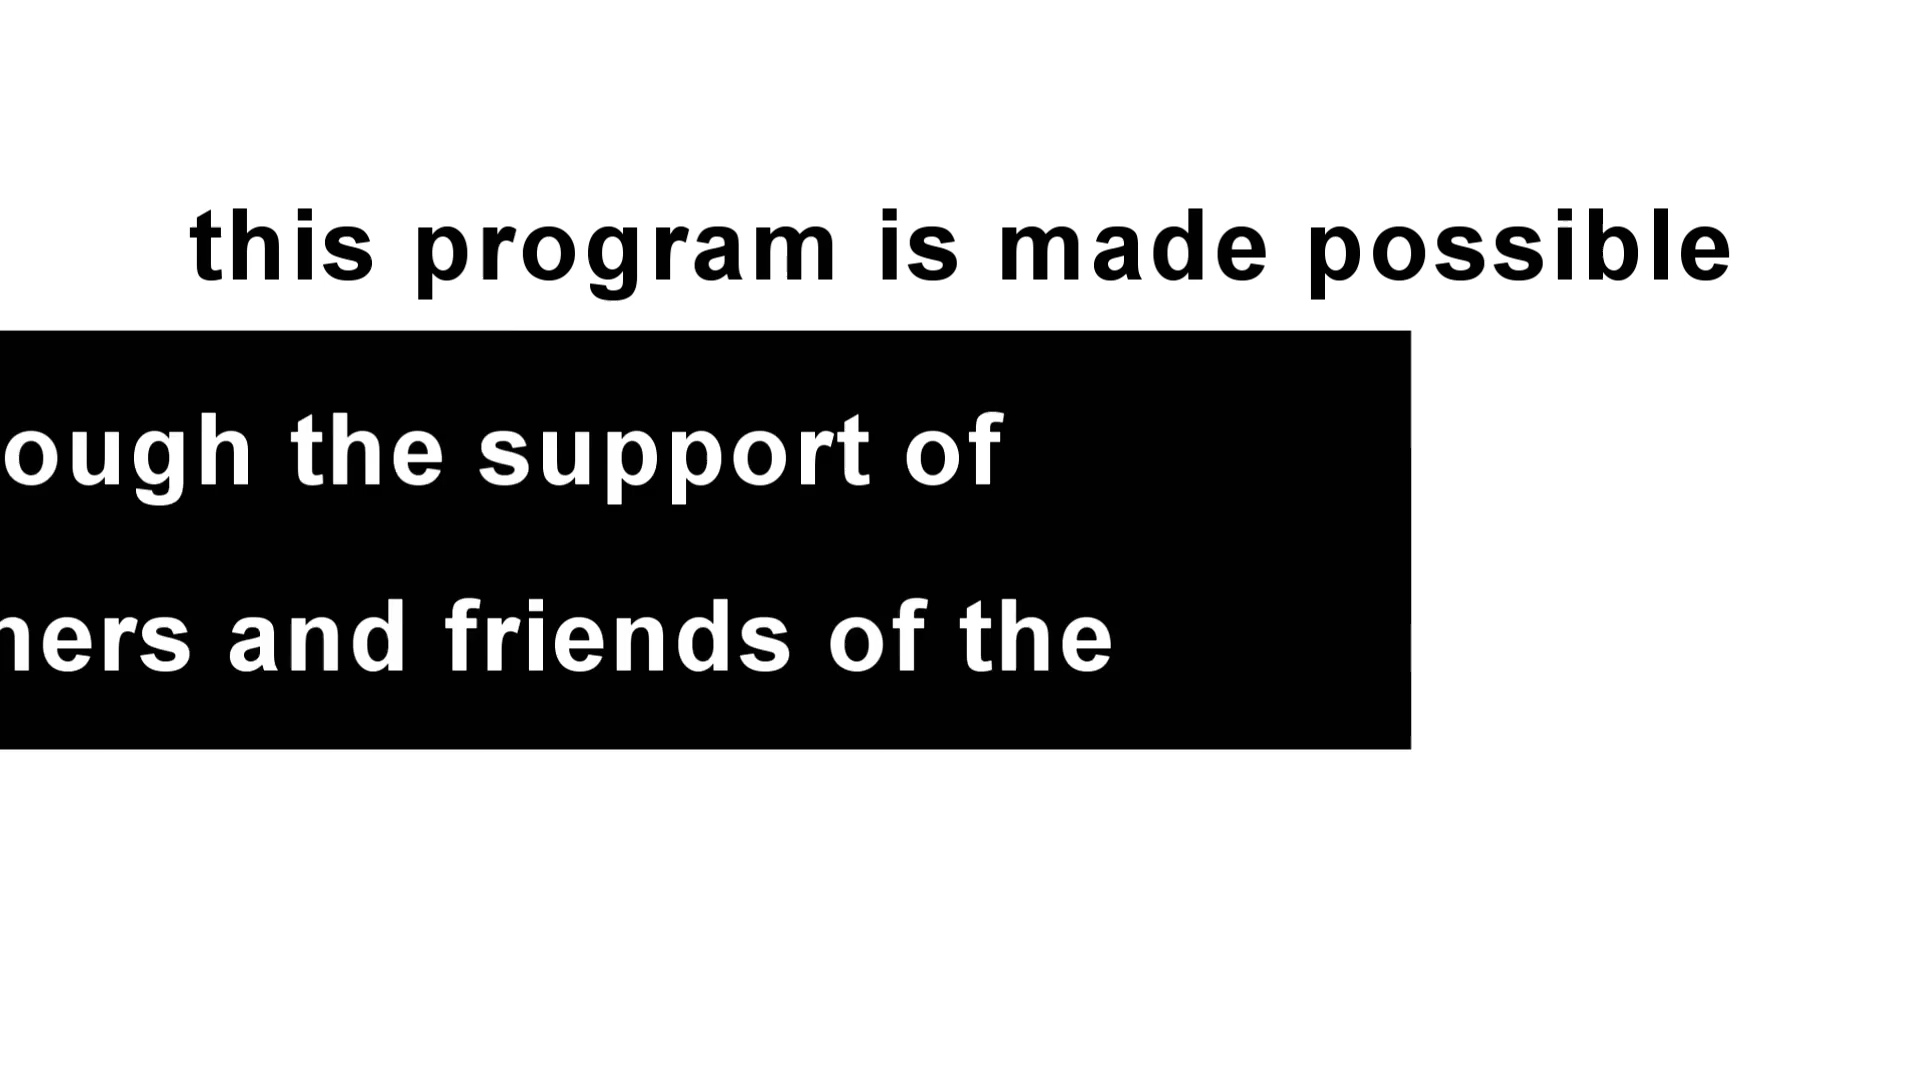 this program is made possible
ough the support of
ners and friends of the